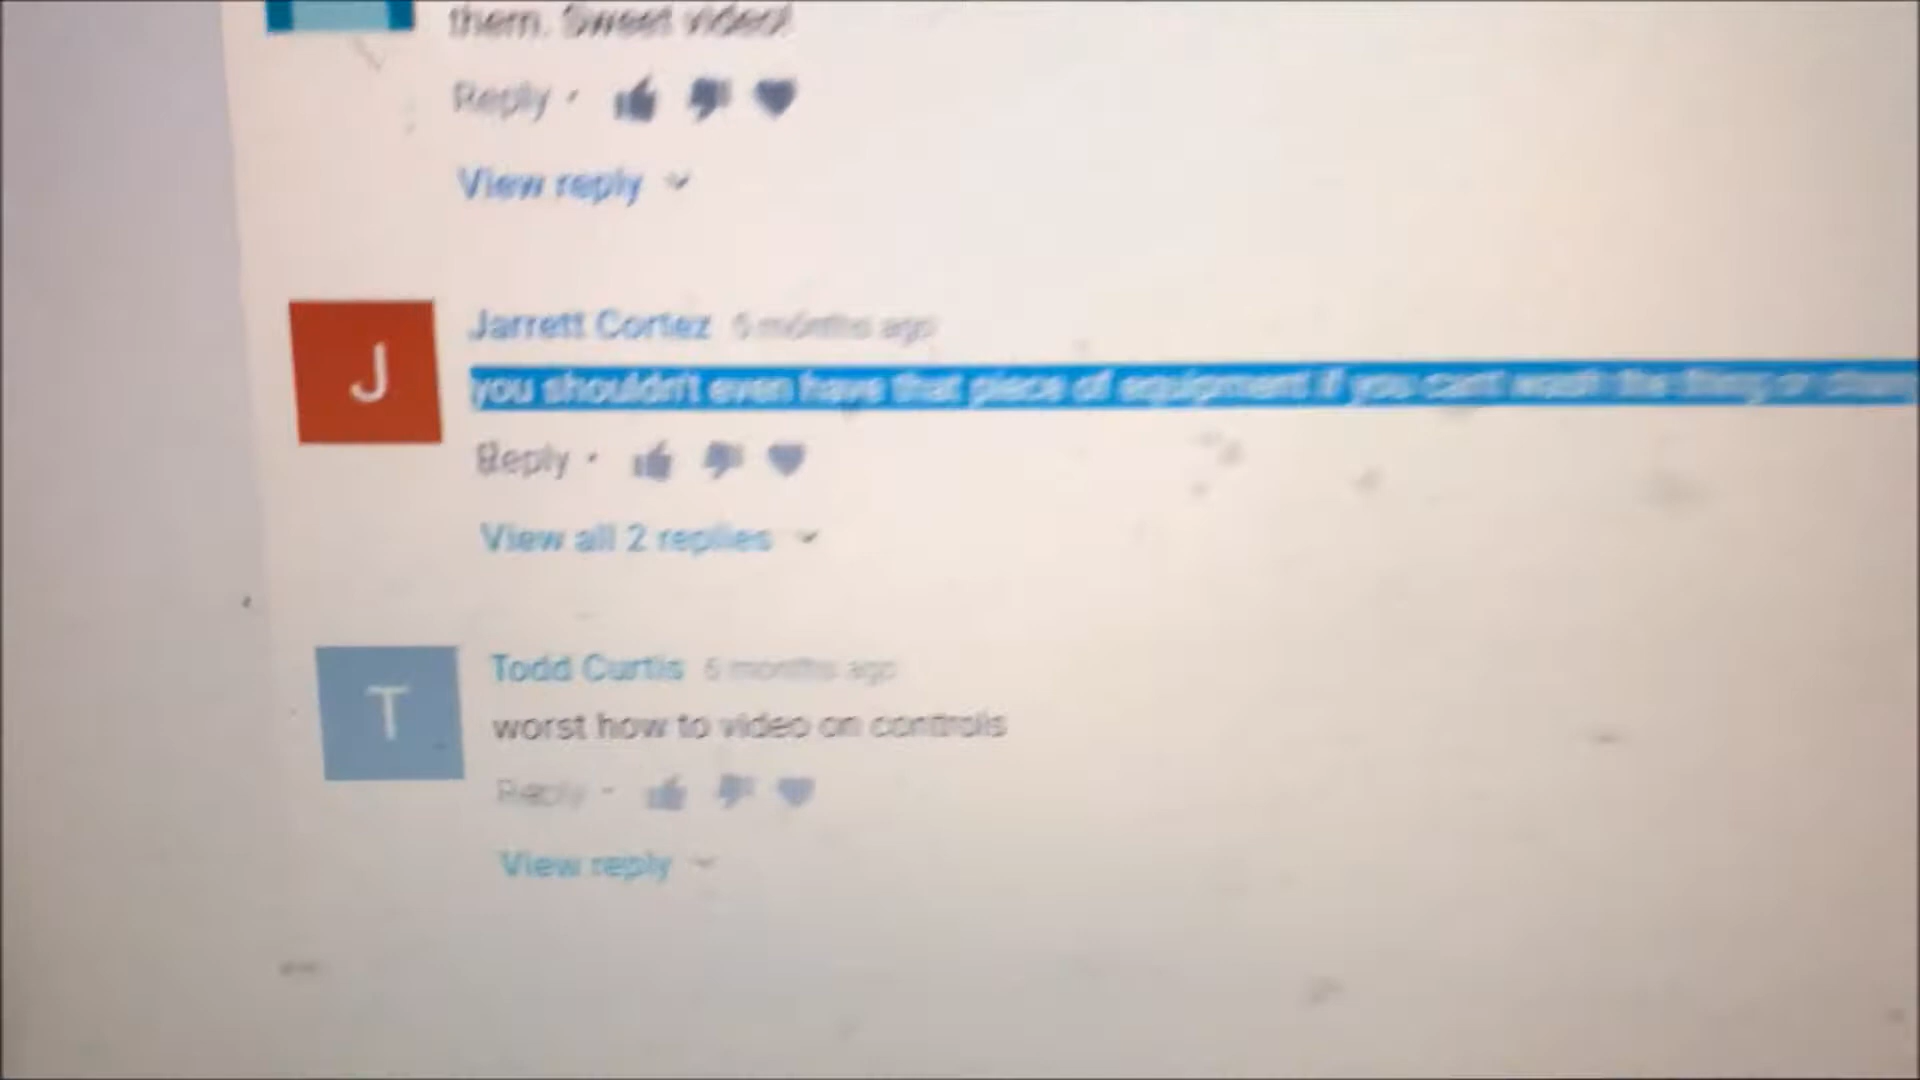 them. Sweet video!
Reply •
View reply
J
Jarrett Cortez 5 months ago
you shouldn't even have that piece of equipment if you cant wash the thing or
Reply •
View all 2 replies
T
Todd Curtis 6 months ago
worst how to video on controls
Reply •
View reply